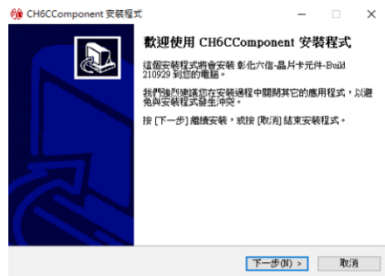 CH6CComponent 安裝程式
歡迎使用 CH6CComponent 安裝程式
這個安裝程式將會安裝 彰化六信-晶片卡元件-Build
210929 到您的電腦。
我們強烈建議您在安裝過程中關閉其它的應用程式，以避
免與安裝程式發生沖突。
按 [下一步] 繼續安裝，或按 [取消] 結束安裝程式。
下一步(N) >
取消